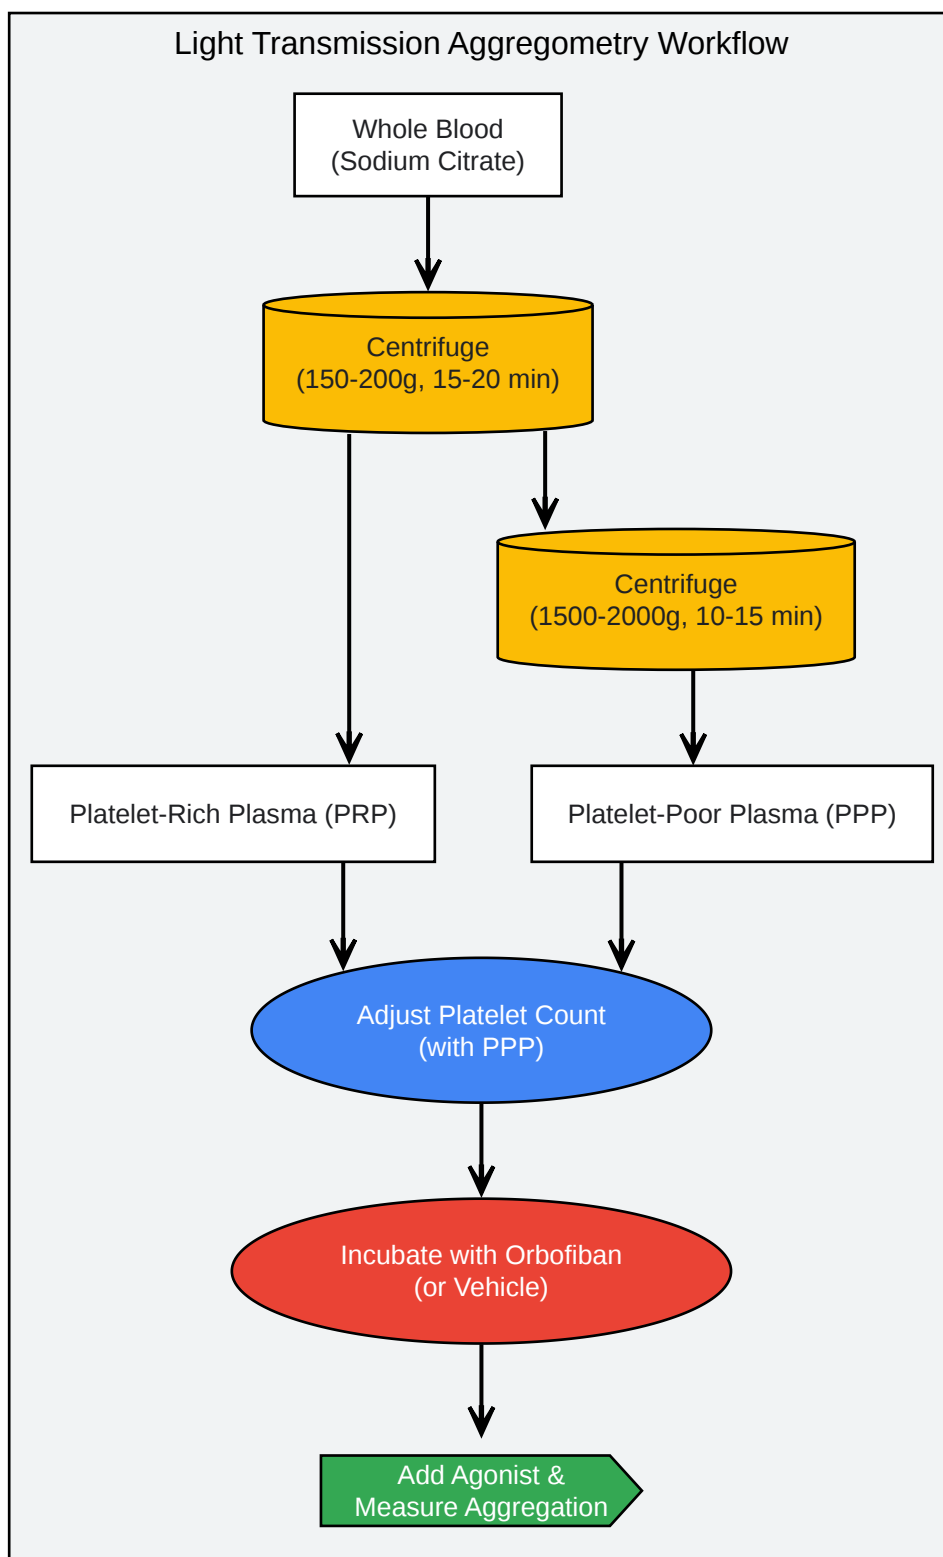 Light Transmission Aggregometry Workflow
Whole Blood
(Sodium Citrate)
Centrifuge
(150-200g, 15-20 min)
Centrifuge
(1500-2000g, 10-15 min)
Platelet-Rich Plasma (PRP)
Platelet-Poor Plasma (PPP)
Adjust Platelet Count
(with PPP)
Incubate with Orbofiban
(or Vehicle)
Add Agonist &
Measure Aggregation